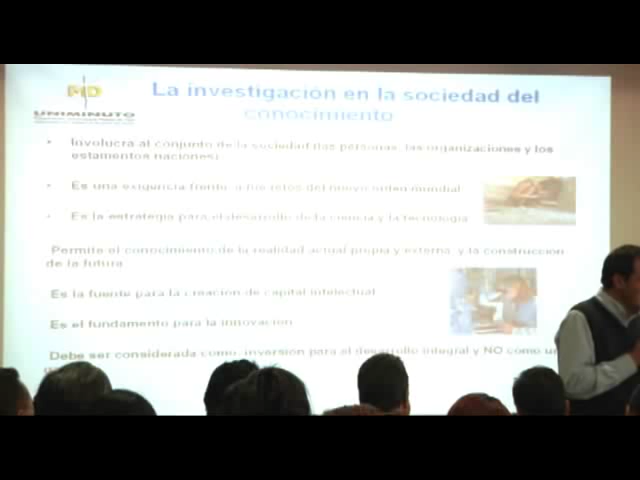 MD
UNIMINUTO
La investigación en la sociedad del
conocimiento
Involucra al conjunto de la sociedad (las personas, las organizaciones y los
estamentos naciones)
Es una exigencia frente a los retos del nuevo orden mundial
Es la estrategia para el desarrollo de la ciencia y la tecnología
Permite el conocimiento de la realidad actual propia y externa y la construcción
de la futura
Es la fuente para la creación de capital intelectual
Es el fundamento para la innovación
Debe ser considerada como inversión para el desarrollo integral y NO como un